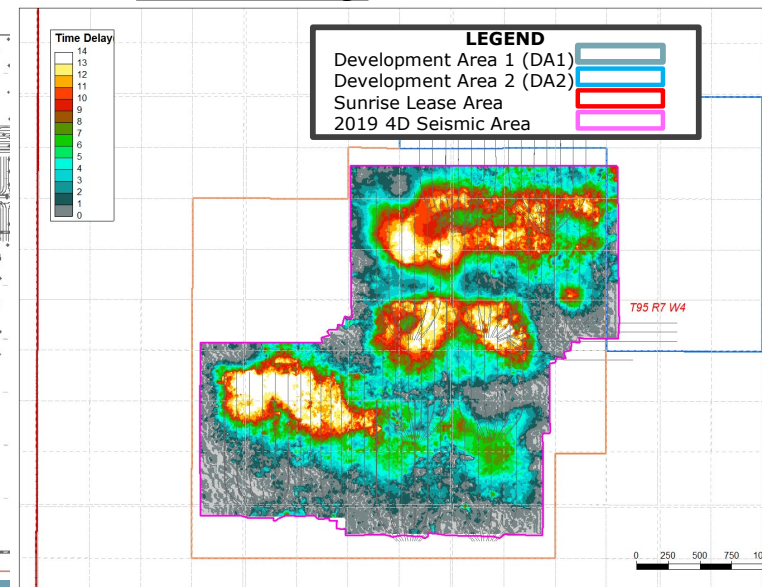 Time Delay
14
13
12
11
10
9
8
7
6
5
4
3
2
1
0
LEGEND
Development Area 1 (DA1)
Development Area 2 (DA2)
Sunrise Lease Area
2019 4D Seismic Area
T95 R7 W4
0 250 500 750